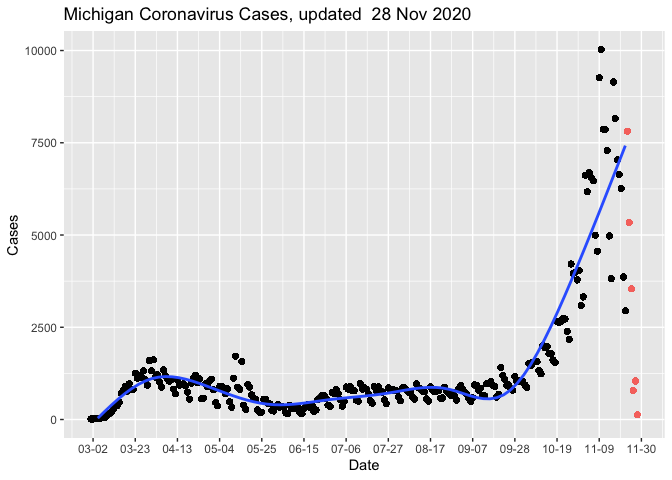 Michigan Coronavirus Cases, updated  28 Nov 2020
10000
7500
5000
2500
0
Cases
03-02 03-23 04-13 05-04 05-25 06-15 07-06 07-27 08-17 09-07 09-28 10-19 11-09 11-30
Date